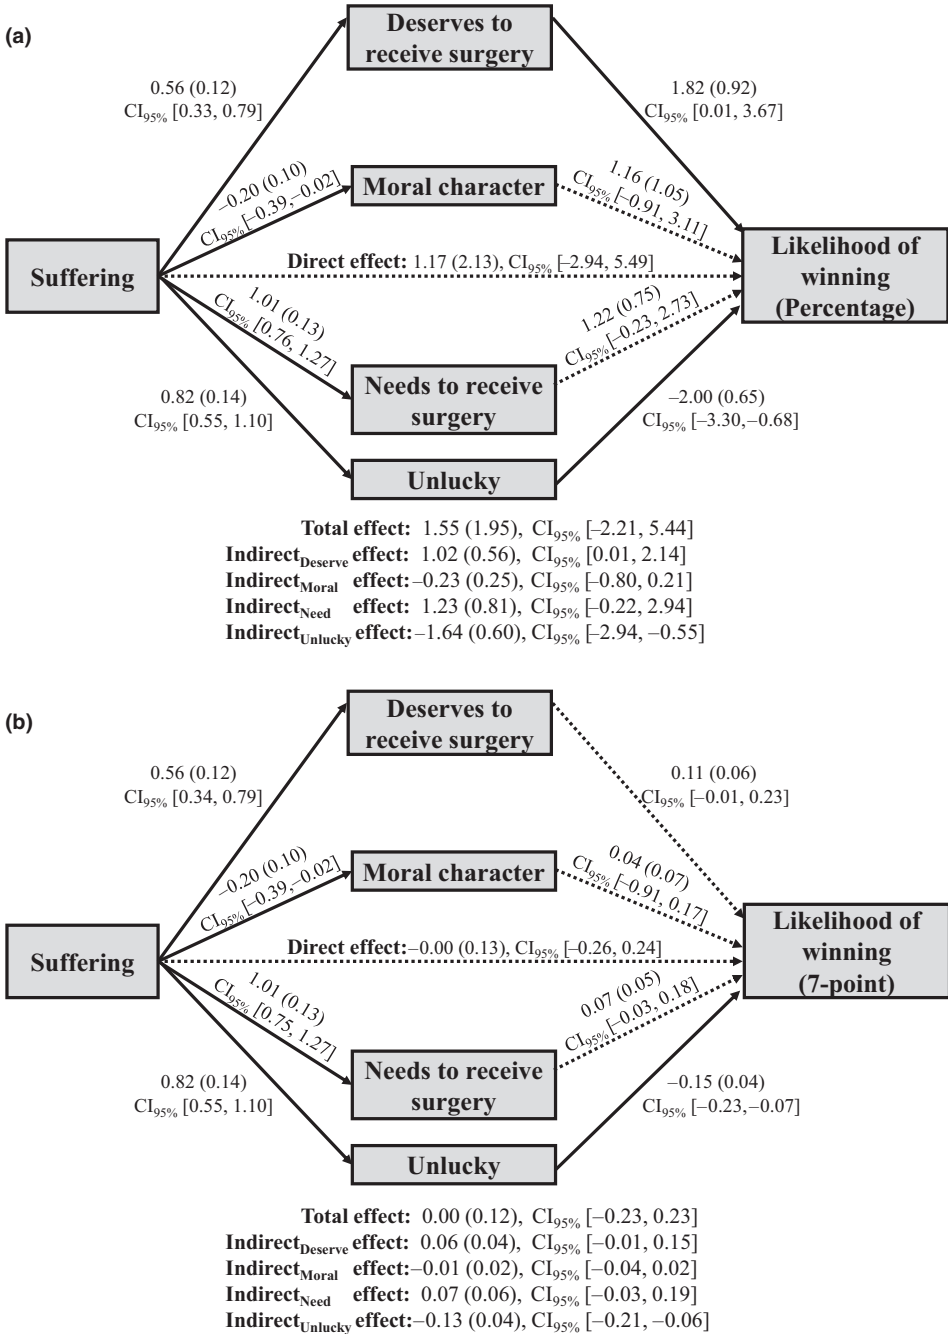 (a)
Deserves to
receive surgery
0.56 (0.12)
CI95% [0.33, 0.79]
1.82 (0.92)
CI95% [0.01, 3.67]
−0.20 (0.10)
CI95% [−0.39,−0.02]
Moral character
1.16 (1.05)
CI95% [−0.91, 3.11]
Suffering
Direct effect: 1.17 (2.13), CI95% [−2.94, 5.49]
Likelihood of
winning
(Percentage)
1.01 (0.13)
CI95% [0.76, 1.27]
1.22 (0.75)
CI95% [−0.23, 2.73]
Needs to receive
surgery
0.82 (0.14)
CI95% [0.55, 1.10]
−2.00 (0.65)
CI95% [−3.30,−0.68]
Unlucky
Total effect: 1.55 (1.95), CI95% [−2.21, 5.44]
IndirectDeserve effect: 1.02 (0.56), CI95% [0.01, 2.14]
IndirectMoral effect:−0.23 (0.25), CI95% [−0.80, 0.21]
IndirectNeed effect: 1.23 (0.81), CI95% [−0.22, 2.94]
IndirectUnlucky effect:−1.64 (0.60), CI95% [−2.94, −0.55]
(b)
Deserves to
receive surgery
0.56 (0.12)
CI95% [0.34, 0.79]
0.11 (0.06)
CI95% [−0.01, 0.23]
−0.20 (0.10)
CI95% [−0.39,−0.02]
Moral character
0.04 (0.07)
CI95% [−0.91, 0.17]
Suffering
Direct effect:−0.00 (0.13), CI95% [−0.26, 0.24]
Likelihood of
winning
(7-point)
1.01 (0.13)
CI95% [0.75, 1.27]
0.07 (0.05)
CI95% [−0.03, 0.18]
Needs to receive
surgery
0.82 (0.14)
CI95% [0.55, 1.10]
−0.15 (0.04)
CI95% [−0.23,−0.07]
Unlucky
Total effect: 0.00 (0.12), CI95% [−0.23, 0.23]
IndirectDeserve effect: 0.06 (0.04), CI95% [−0.01, 0.15]
IndirectMoral effect:−0.01 (0.02), CI95% [−0.04, 0.02]
IndirectNeed effect: 0.07 (0.06), CI95% [−0.03, 0.19]
IndirectUnlucky effect:−0.13 (0.04), CI95% [−0.21, −0.06]